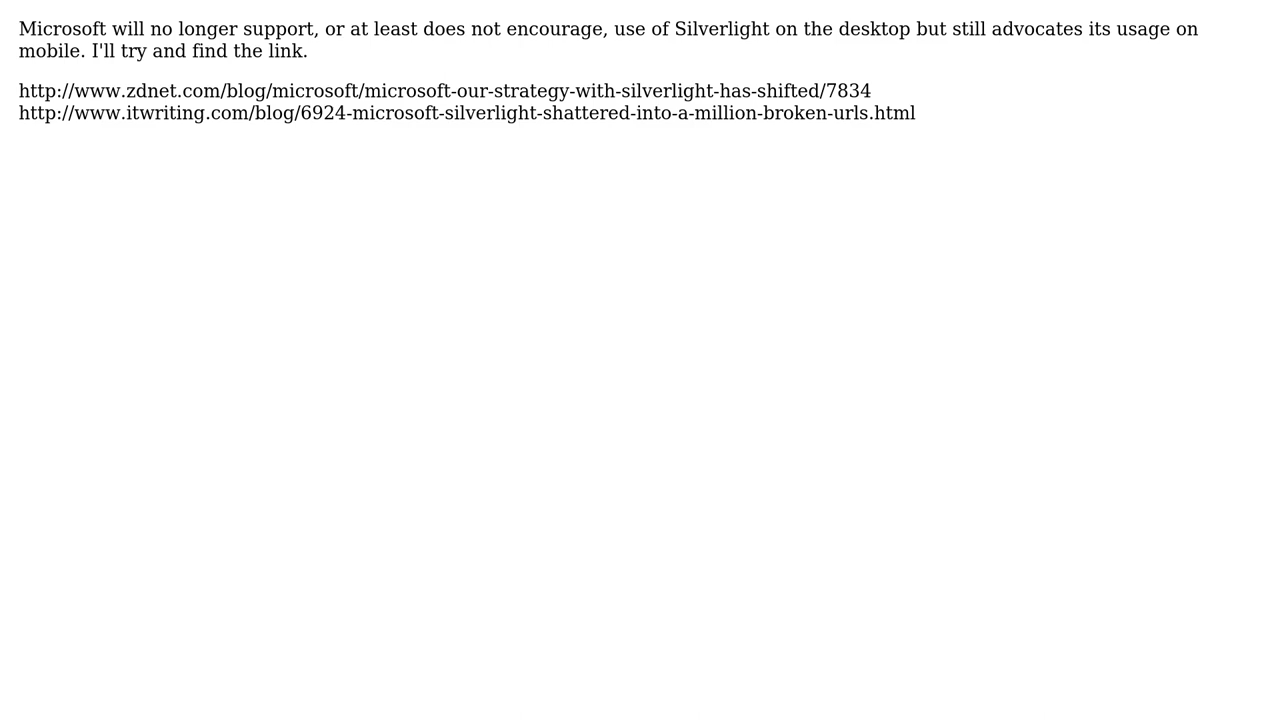 Microsoft will no longer support, or at least does not encourage, use of Silverlight on the desktop but still advocates its usage on
mobile. I'll try and find the link.
http://www.zdnet.com/blog/microsoft/microsoft-our-strategy-with-silverlight-has-shifted/7834
http://www.itwriting.com/blog/6924-microsoft-silverlight-shattered-into-a-million-broken-urls.html